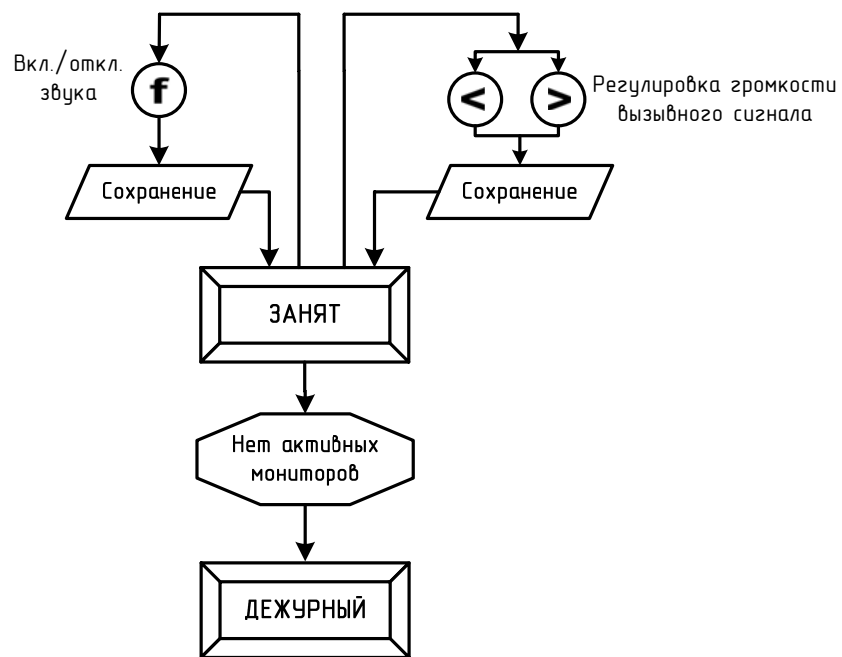 Вкл./откл.
звука
f
<
>
Регулировка громкости
вызывного сигнала
Сохранение
Сохранение
ЗАНЯТ
Нет активных
мониторов
ДЕЖУРНЫЙ